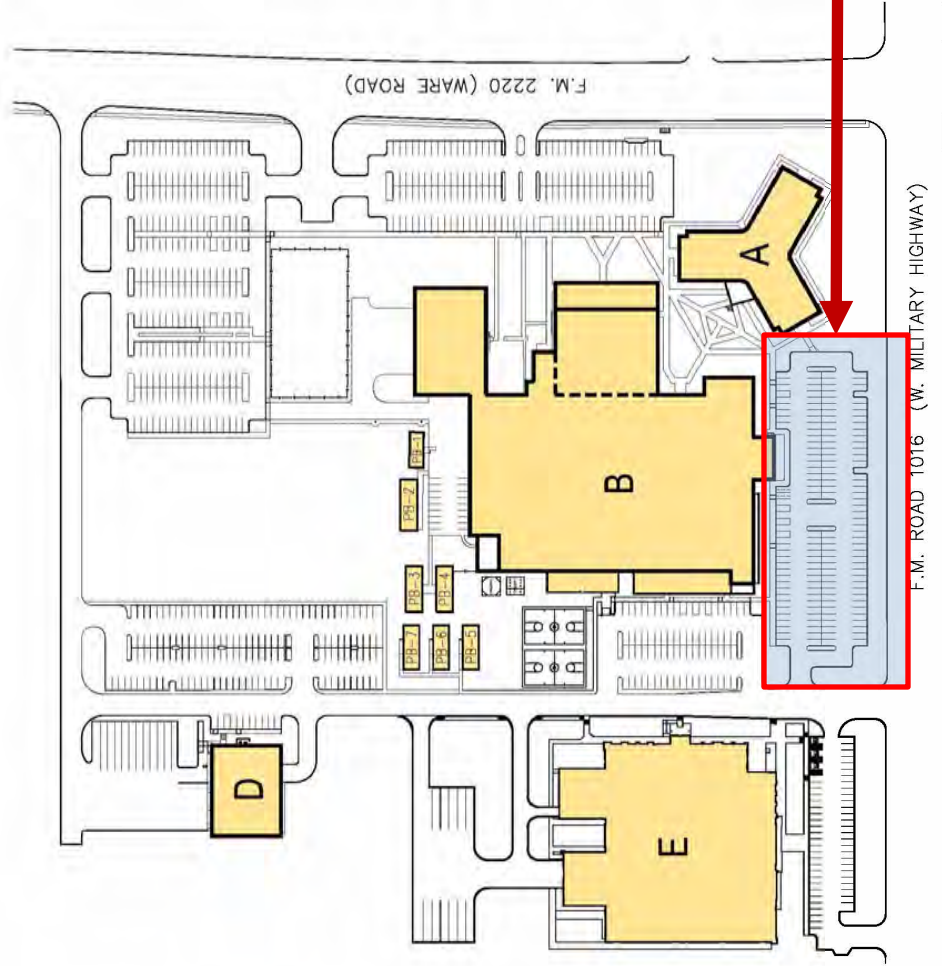 F.M. 2220 (WARE ROAD)
A
F.M. ROAD 1016 (W. MILITARY HIGHWAY)
B
PB-1
PB-2
PB-3
PB-4
PB-7
PB-6
PB-5
D
E